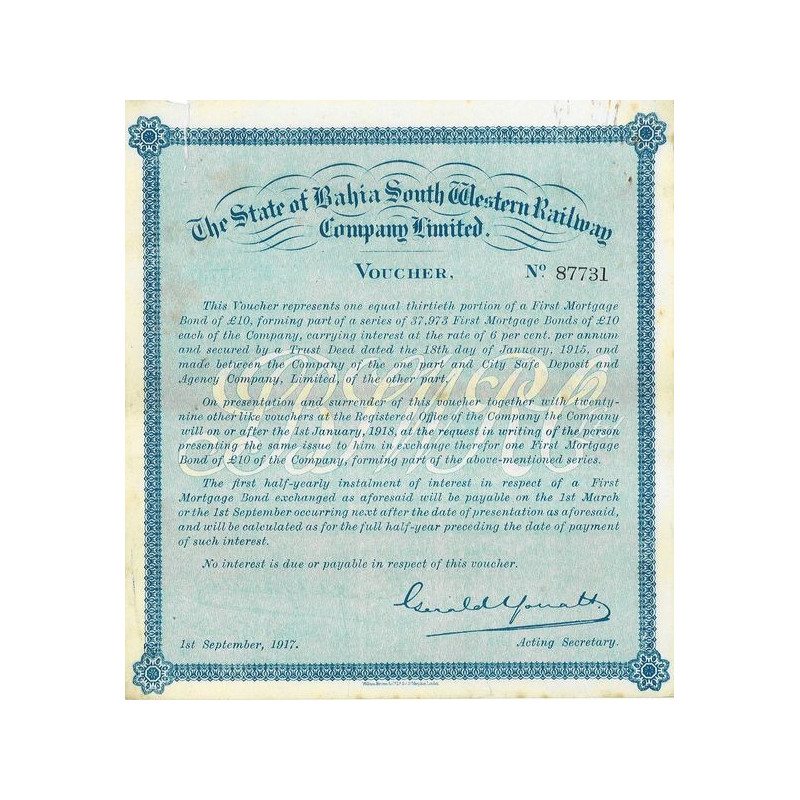 The State of Bahia South Western Railway
Company Limited.
VOUCHER. Nº 87731
This Voucher represents one equal thirtieth portion of a First Mortgage
Bond of £10, forming part of a series of 37,973 First Mortgage Bonds of £10
each of the Company, carrying interest at the rate of 6 per cent. per annum
and secured by a Trust Deed dated the 18th day of January, 1915, and
made between the Company of the one part and City Safe Deposit and
Agency Company, Limited, of the other part.
On presentation and surrender of this voucher together with twenty-
nine other like vouchers at the Registered Office of the Company the Company
will on or after the 1st January, 1918, at the request in writing of the person
presenting the same issue to him in exchange therefor one First Mortgage
Bond of £10 of the Company, forming part of the above-mentioned series.
The first half-yearly instalment of interest in respect of a First
Mortgage Bond exchanged as aforesaid will be payable on the 1st March
or the 1st September occurring next after the date of presentation as aforesaid,
and will be calculated as for the full half-year preceding the date of payment
of such interest.
No interest is due or payable in respect of this voucher.
1st September, 1917. Acting Secretary.